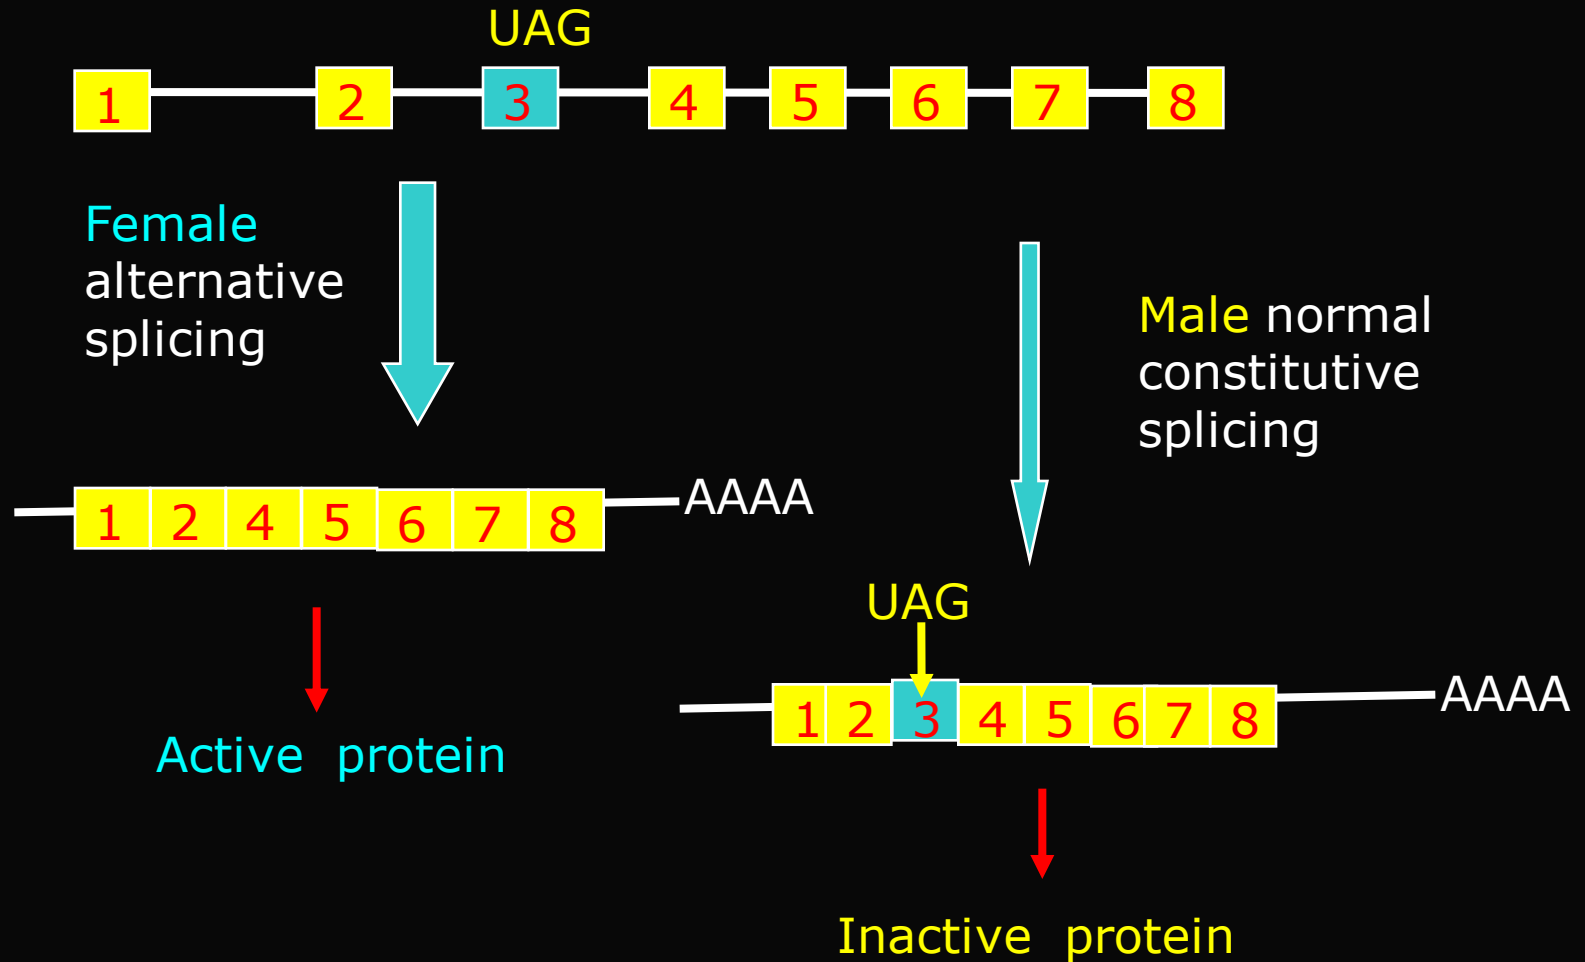 UAG
1 2 3 4 5 6 7 8
Female
alternative
splicing
Male normal
constitutive
splicing
1 2 4 5 6 7 8 AAAA
Active protein
UAG
1 2 3 4 5 6 7 8 AAAA
Inactive protein